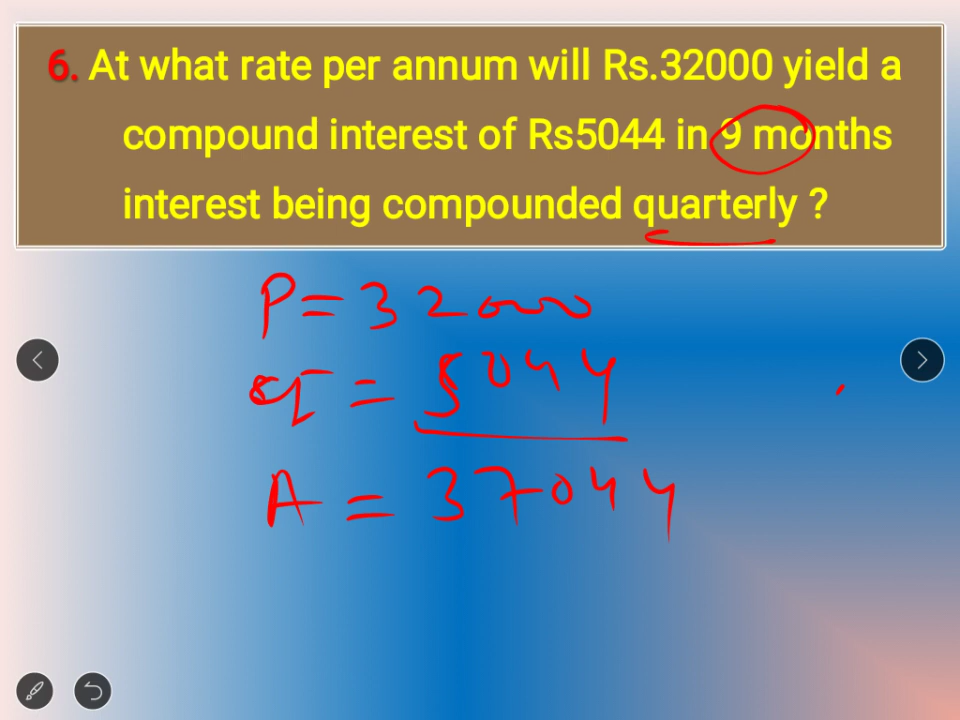 6. At what rate per annum will Rs.32000 yield a
compound interest of Rs5044 in 9 months
interest being compounded quarterly ?
P = 32000
= 5044
A = 37044